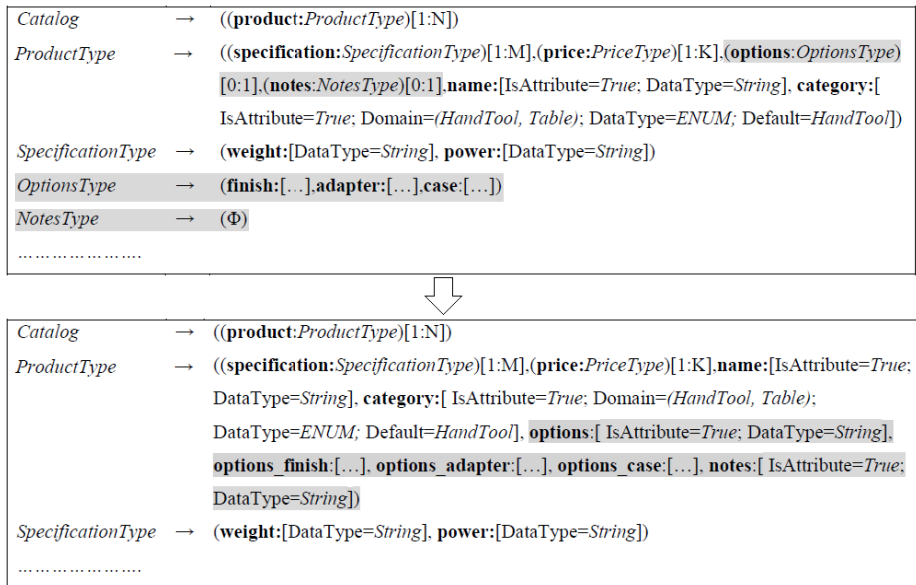 Catalog → ((product:ProductType)[1:N])
ProductType → ((specification:SpecificationType)[1:M],(price:PriceType)[1:K],(options:OptionsType)
[0:1],(notes:NotesType)[0:1],name:[IsAttribute=True; DataType=String], category:[
IsAttribute=True; Domain=(HandTool, Table); DataType=ENUM; Default=HandTool])
SpecificationType → (weight:[DataType=String], power:[DataType=String])
OptionsType → (finish:[…],adapter:[…],case:[…])
NotesType → (Φ)
………………….
Catalog → ((product:ProductType)[1:N])
ProductType → ((specification:SpecificationType)[1:M],(price:PriceType)[1:K],name:[IsAttribute=True;
DataType=String], category:[ IsAttribute=True; Domain=(HandTool, Table);
DataType=ENUM; Default=HandTool], options:[ IsAttribute=True; DataType=String],
options_finish:[…], options_adapter:[…], options_case:[…], notes:[ IsAttribute=True;
DataType=String])
SpecificationType → (weight:[DataType=String], power:[DataType=String])
………………….